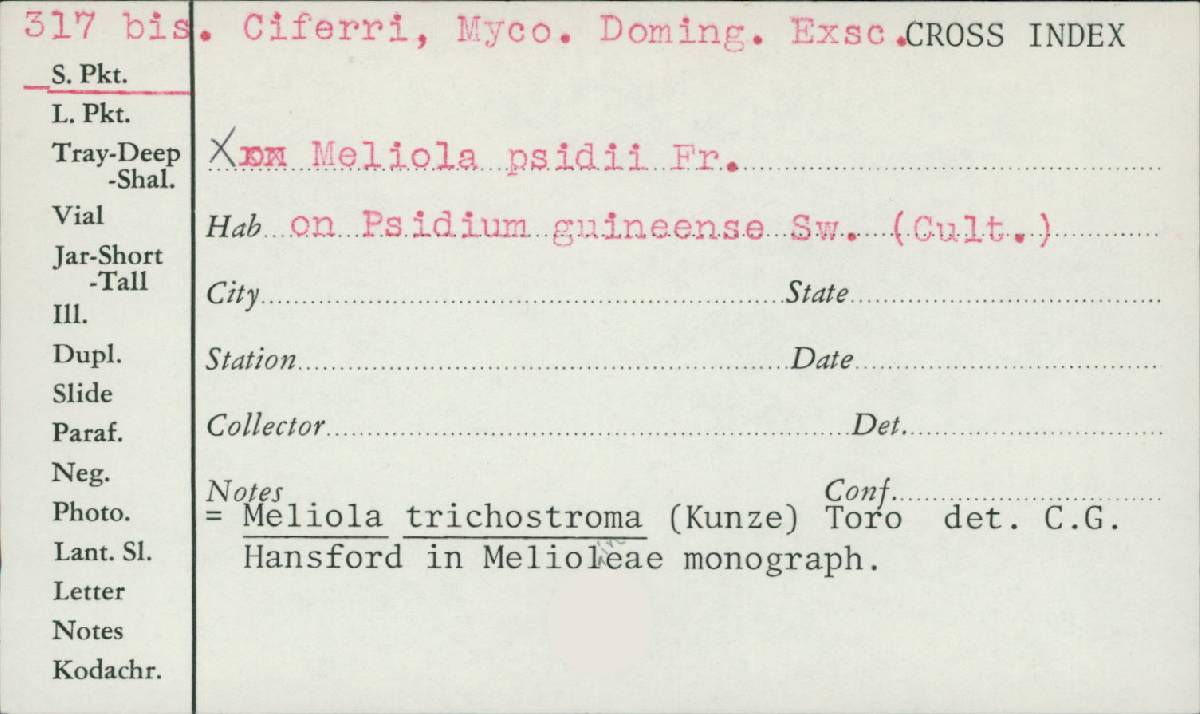 317 bis. Ciferri, Myco. Doming. Exsc. CROSS INDEX
S. Pkt.
L. Pkt.
Tray-Deep
-Shal.
Vial
Jar-Short
-Tall
Ill.
Dupl.
Slide
Paraf.
Neg.
Photo.
Lant. Sl.
Letter
Notes
Kodachr.
X Meliola psidii Fr.
Hab on Psidium guineense Sw. (Cult.)
City State
Station Date
Collector Det.
Notes Conf.
= Meliola trichostroma (Kunze) Toro det. C.G.
Hansford in Melioleae monograph.